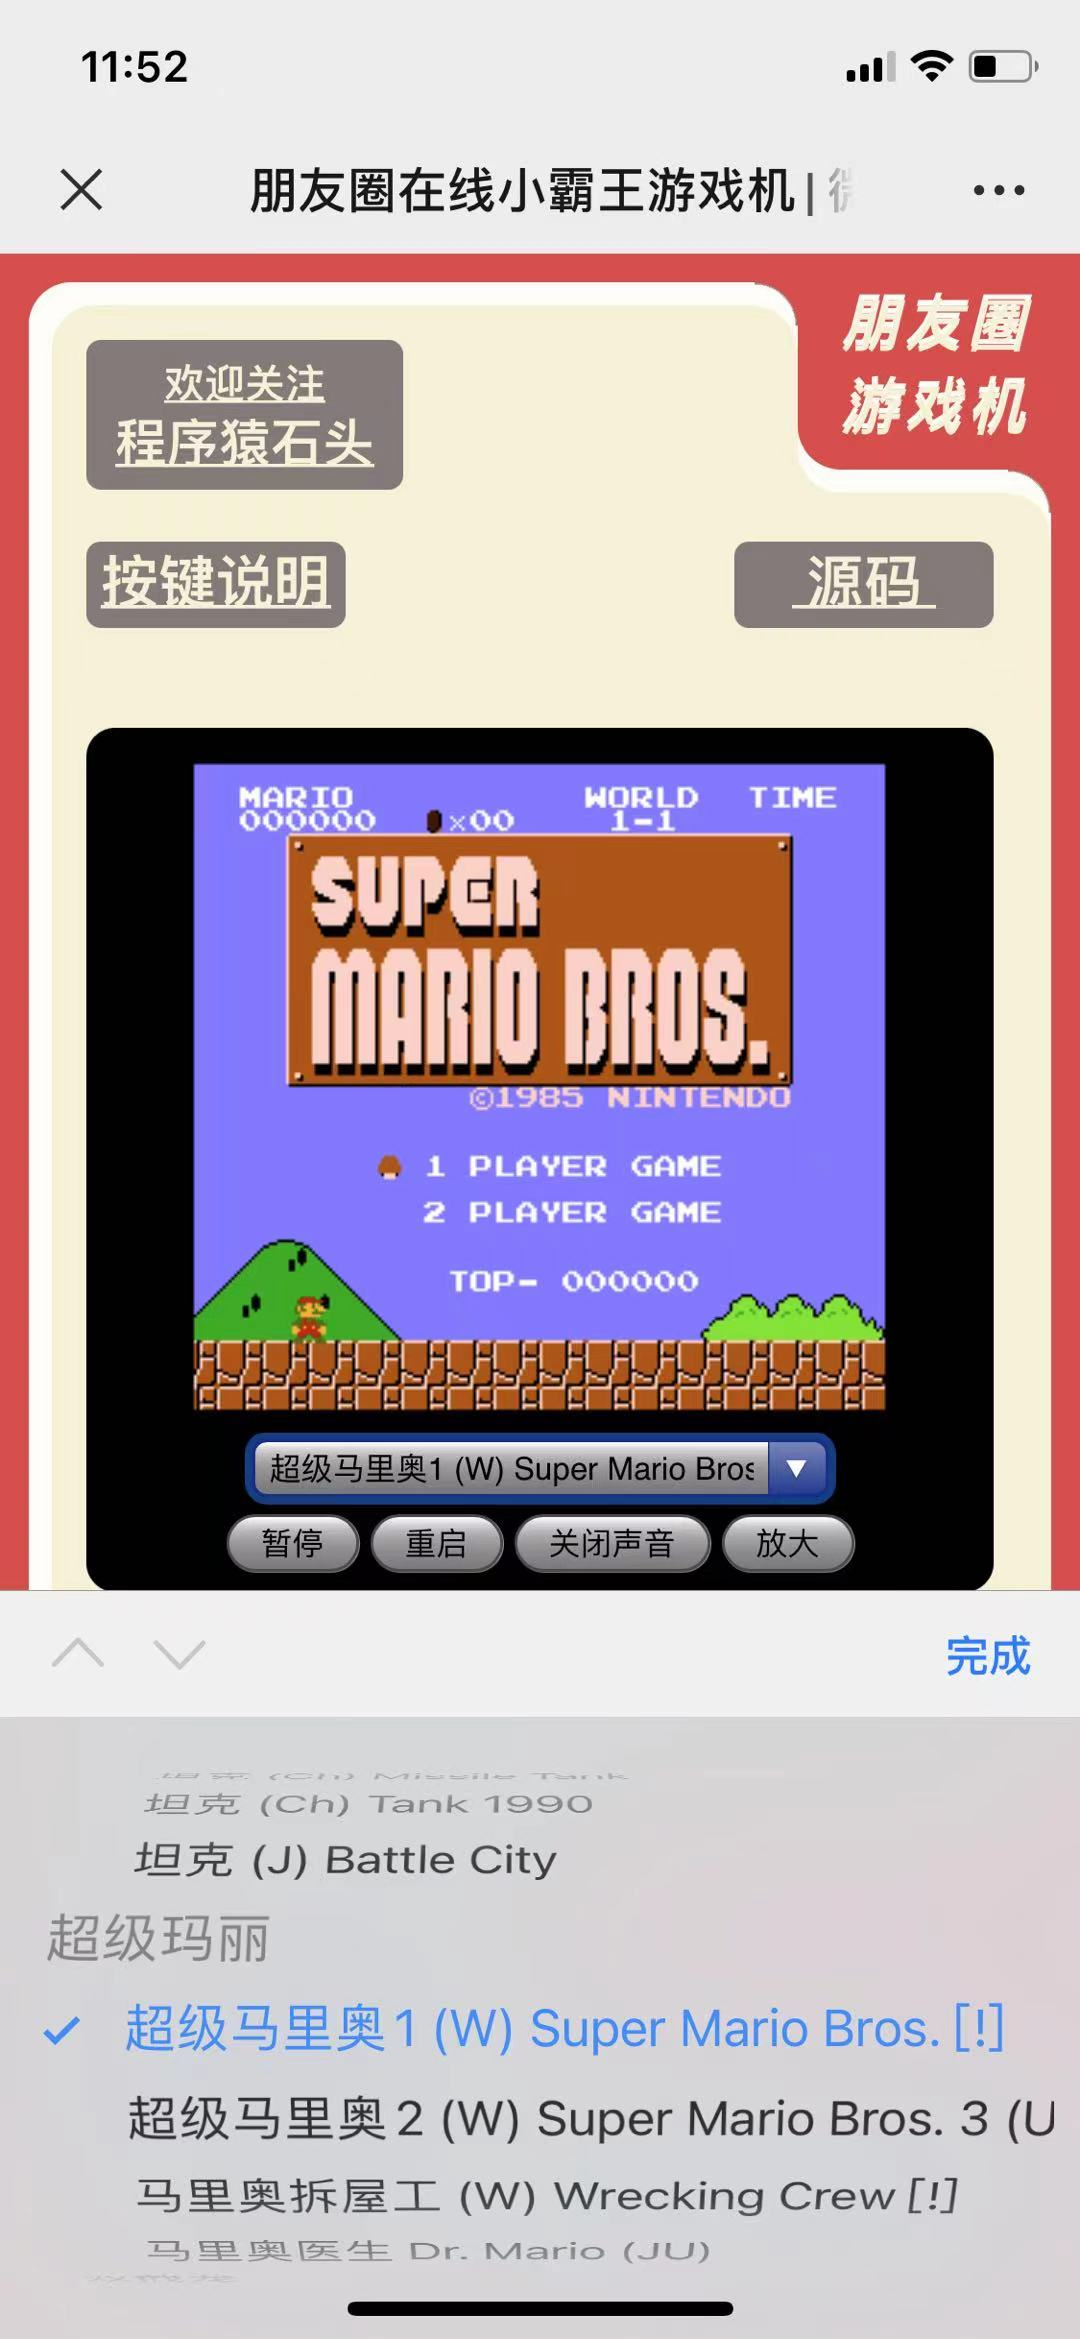 11:52
朋友圈在线小霸王游戏机 |
朋友圈
游戏机
欢迎关注
程序猿石头
按键说明
源码
MARIO
WORLD TIME
000000 ×00 1-1
SUPER
MARIO BROS.
©1985 NINTENDO
1 PLAYER GAME
2 PLAYER GAME
TOP- 000000
超级马里奥1 (W) Super Mario Bros
暂停 重启 关闭声音 放大
完成
坦克 (Ch) Missile Tank
坦克 (Ch) Tank 1990
坦克 (J) Battle City
超级玛丽
超级马里奥1 (W) Super Mario Bros. [!]
超级马里奥2 (W) Super Mario Bros. 3 (U
马里奥拆屋工 (W) Wrecking Crew [!]
马里奥医生 Dr. Mario (JU)